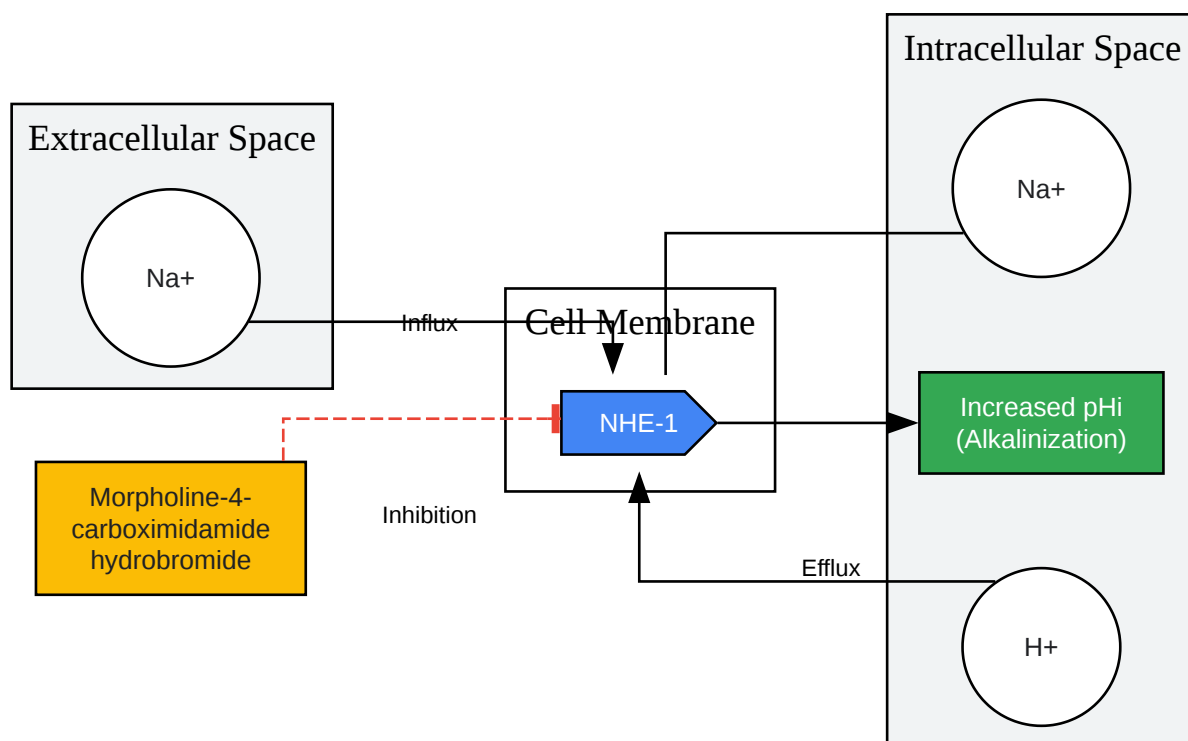 Intracellular Space
Extracellular Space
Na+
Na+
Influx
Cell Membrane
NHE-1
Increased pHi
(Alkalinization)
Morpholine-4-
carboximidamide
hydrobromide
Inhibition
Efflux
H+